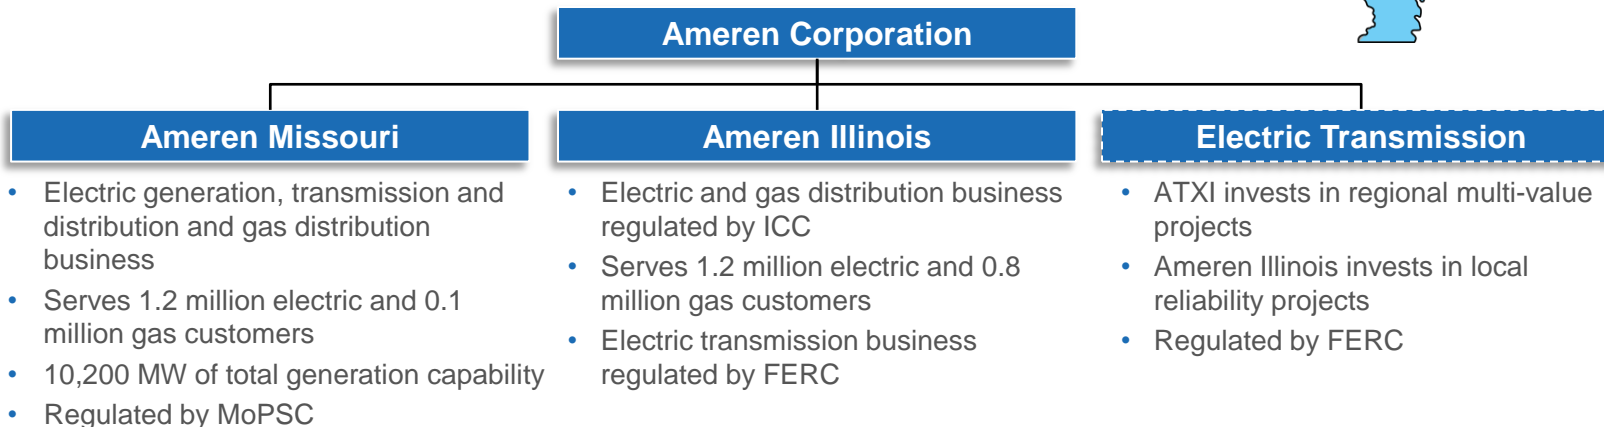 Ameren Corporation
Ameren Missouri
• Electric generation, transmission and
distribution and gas distribution
business
• Serves 1.2 million electric and 0.1
million gas customers
• 10,200 MW of total generation capability
• Regulated by MoPSC
Ameren Illinois
• Electric and gas distribution business
regulated by ICC
• Serves 1.2 million electric and 0.8
million gas customers
• Electric transmission business
regulated by FERC
Electric Transmission
• ATXI invests in regional multi-value
projects
• Ameren Illinois invests in local
reliability projects
• Regulated by FERC